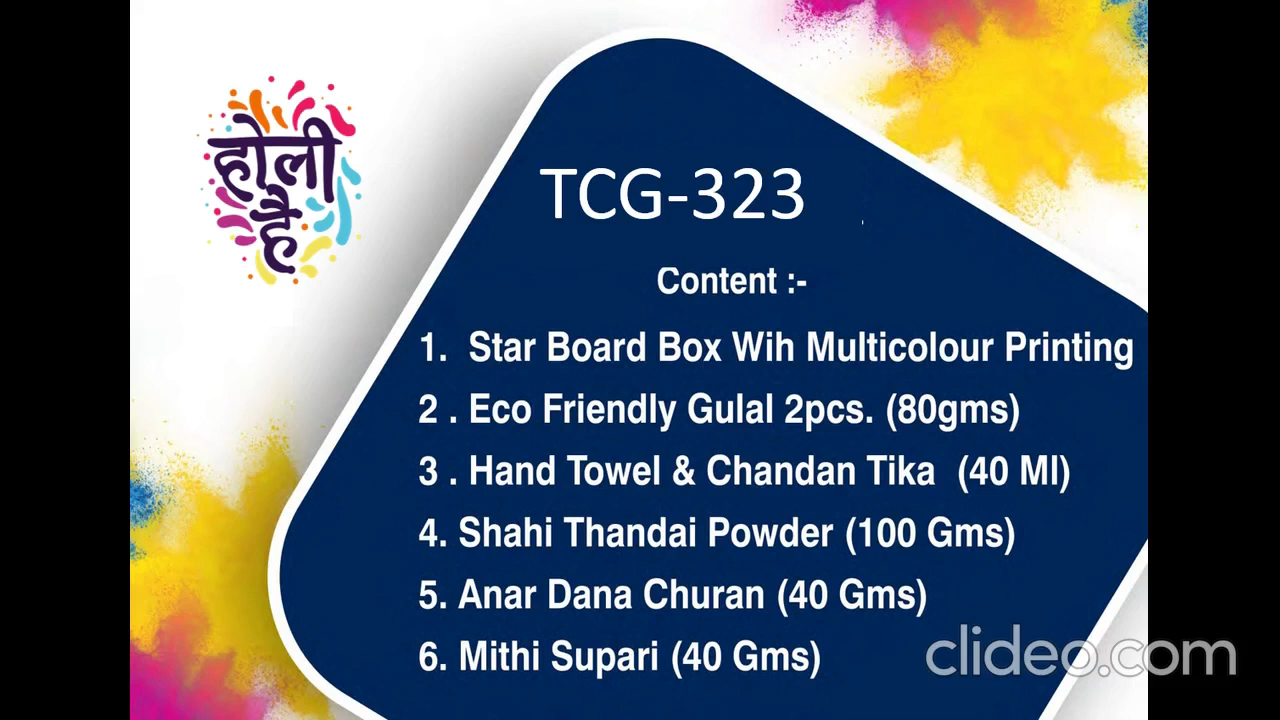 होली
है
TCG-323
Content :-
1. Star Board Box Wih Multicolour Printing
2 . Eco Friendly Gulal 2pcs. (80gms)
3 . Hand Towel & Chandan Tika (40 Ml)
4. Shahi Thandai Powder (100 Gms)
5. Anar Dana Churan (40 Gms)
6. Mithi Supari (40 Gms)
clideo.com